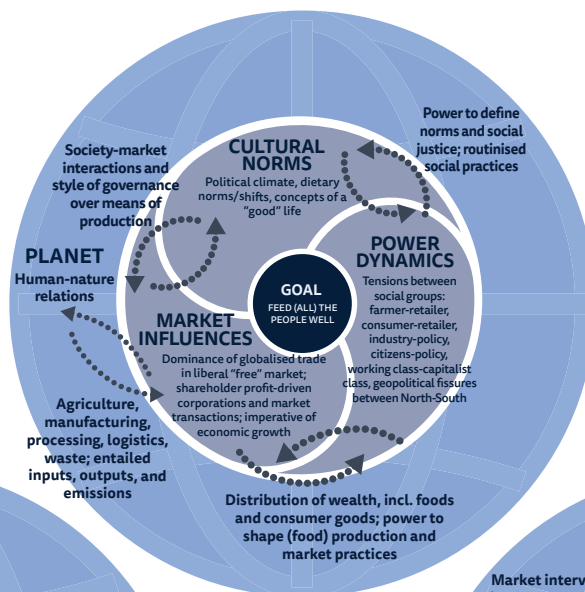 Power to define
norms and social
justice; routinised
social practices
Society-market
interactions and
style of governance
over means of
production
CULTURAL
NORMS
Political climate, dietary
norms/shifts, concepts of a
“good” life
PLANET
Human-nature
relations
POWER
DYNAMICS
Tensions between
social groups:
farmer-retailer,
consumer-retailer,
industry-policy,
citizens-policy,
working class-capitalist
class, geopolitical fissures
between North-South
GOAL
FEED (ALL) THE
PEOPLE WELL
MARKET
INFLUENCES
Dominance of globalised trade
in liberal “free” market;
shareholder profit-driven
corporations and market
transactions; imperative of
economic growth
Agriculture,
manufacturing,
processing, logistics,
waste; entailed
inputs, outputs, and
emissions
Distribution of wealth, incl. foods
and consumer goods; power to
shape (food) production and
market practices
Market interv